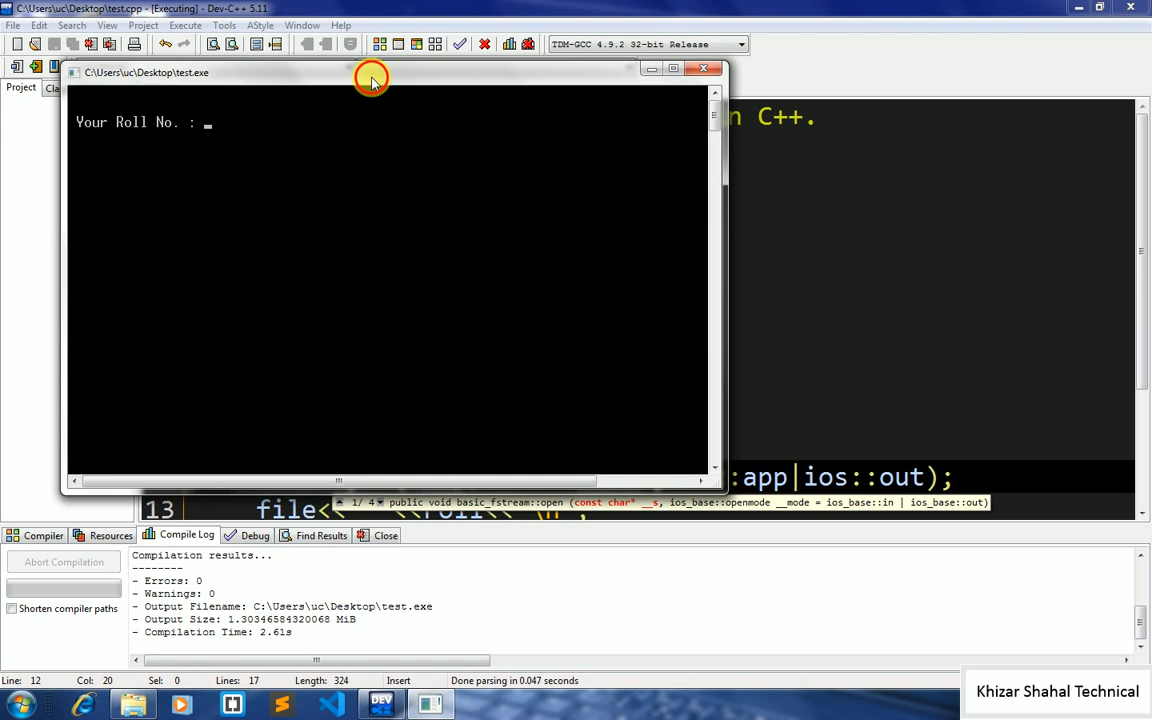 C:\Users\uc\Desktop\test.cpp - [Executing] - Dev-C++ 5.11
File Edit Search View Project Execute Tools AStyle Window Help
TDM-GCC 4.9.2 32-bit Release
C:\Users\uc\Desktop\test.exe
Project Cla
n C++.
Your Roll No. : _
:app|ios::out);
1/ 4 public void basic_fstream::open (const char* __s, ios_base::openmode __mode = ios_base::in | ios_base::out)
13 file<<" "<<roll<<"\n";
Compiler Resources Compile Log Debug Find Results Close
Abort Compilation
Shorten compiler paths
Compilation results...
--------
- Errors: 0
- Warnings: 0
- Output Filename: C:\Users\uc\Desktop\test.exe
- Output Size: 1.30346584320068 MiB
- Compilation Time: 2.61s
Line: 12 Col: 20 Sel: 0 Lines: 17 Length: 324 Insert Done parsing in 0.047 seconds
DEV
Khizar Shahal Technical